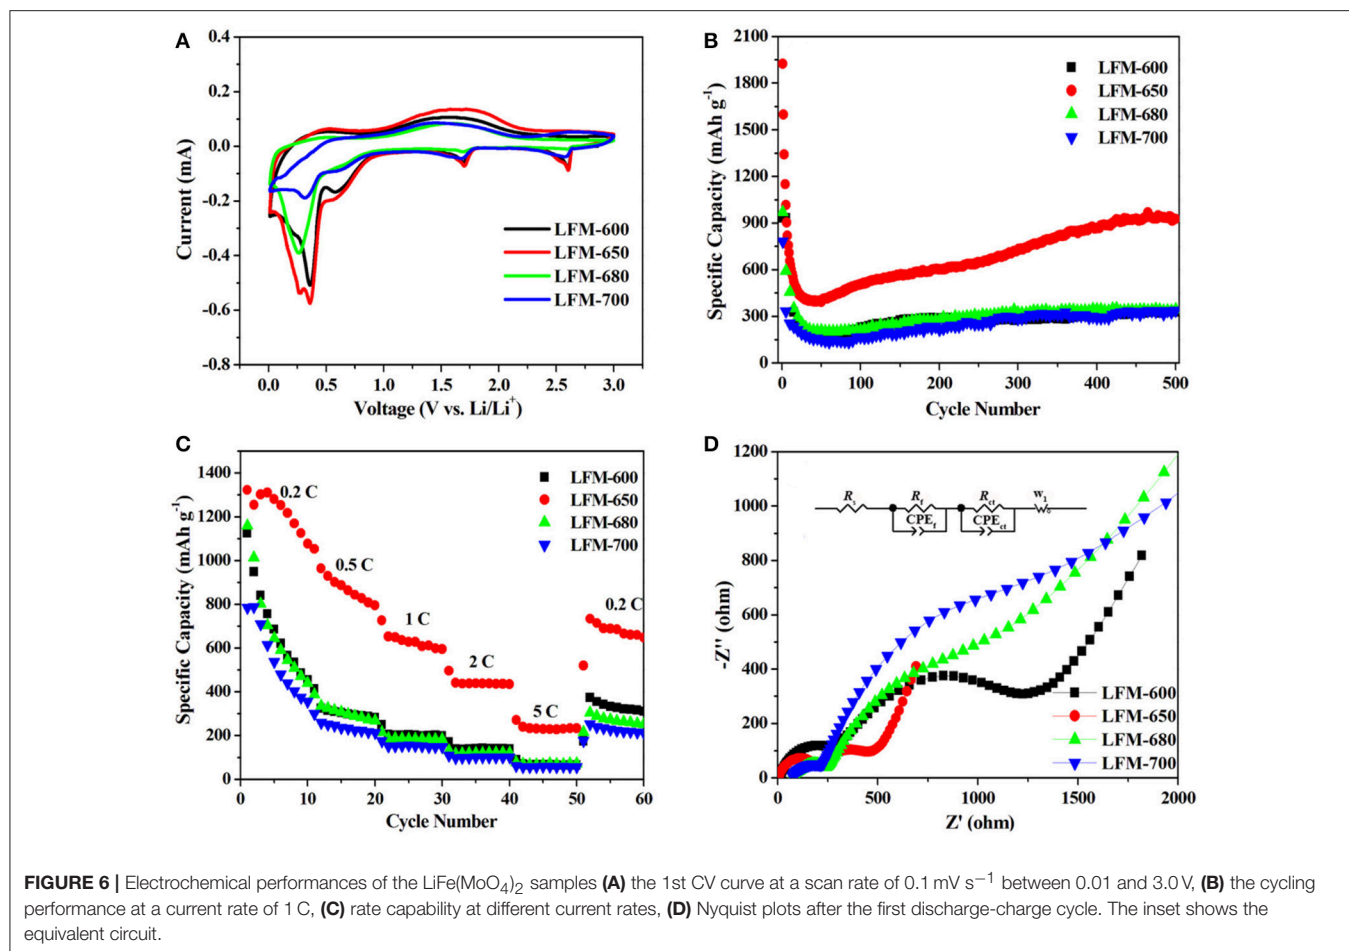 A
0.4
0.2
0.0
-0.2
-0.4
-0.6
-0.8
Current (mA)
LFM-600
LFM-650
LFM-680
LFM-700
0.0 0.5 1.0 1.5 2.0 2.5 3.0
Voltage (V vs. Li/Li⁺)
B
2100
1800
1500
1200
900
600
300
0
Specific Capacity (mAh g⁻¹)
LFM-600
LFM-650
LFM-680
LFM-700
0 100 200 300 400 500
Cycle Number
C
1400
1200
1000
800
600
400
200
0
Specific Capacity (mAh g⁻¹)
LFM-600
LFM-650
LFM-680
LFM-700
0.2 C
0.5 C
1 C
2 C
5 C
0.2 C
0 10 20 30 40 50 60
Cycle Number
D
1200
1000
800
600
400
200
0
-Z'' (ohm)
Rₛ Rf Rct w₁
CPEf CPEct
LFM-600
LFM-650
LFM-680
LFM-700
0 500 1000 1500 2000
Z' (ohm)
FIGURE 6 | Electrochemical performances of the LiFe(MoO₄)₂ samples (A) the 1st CV curve at a scan rate of 0.1 mV s⁻¹ between 0.01 and 3.0 V, (B) the cycling
performance at a current rate of 1 C, (C) rate capability at different current rates, (D) Nyquist plots after the first discharge-charge cycle. The inset shows the
equivalent circuit.